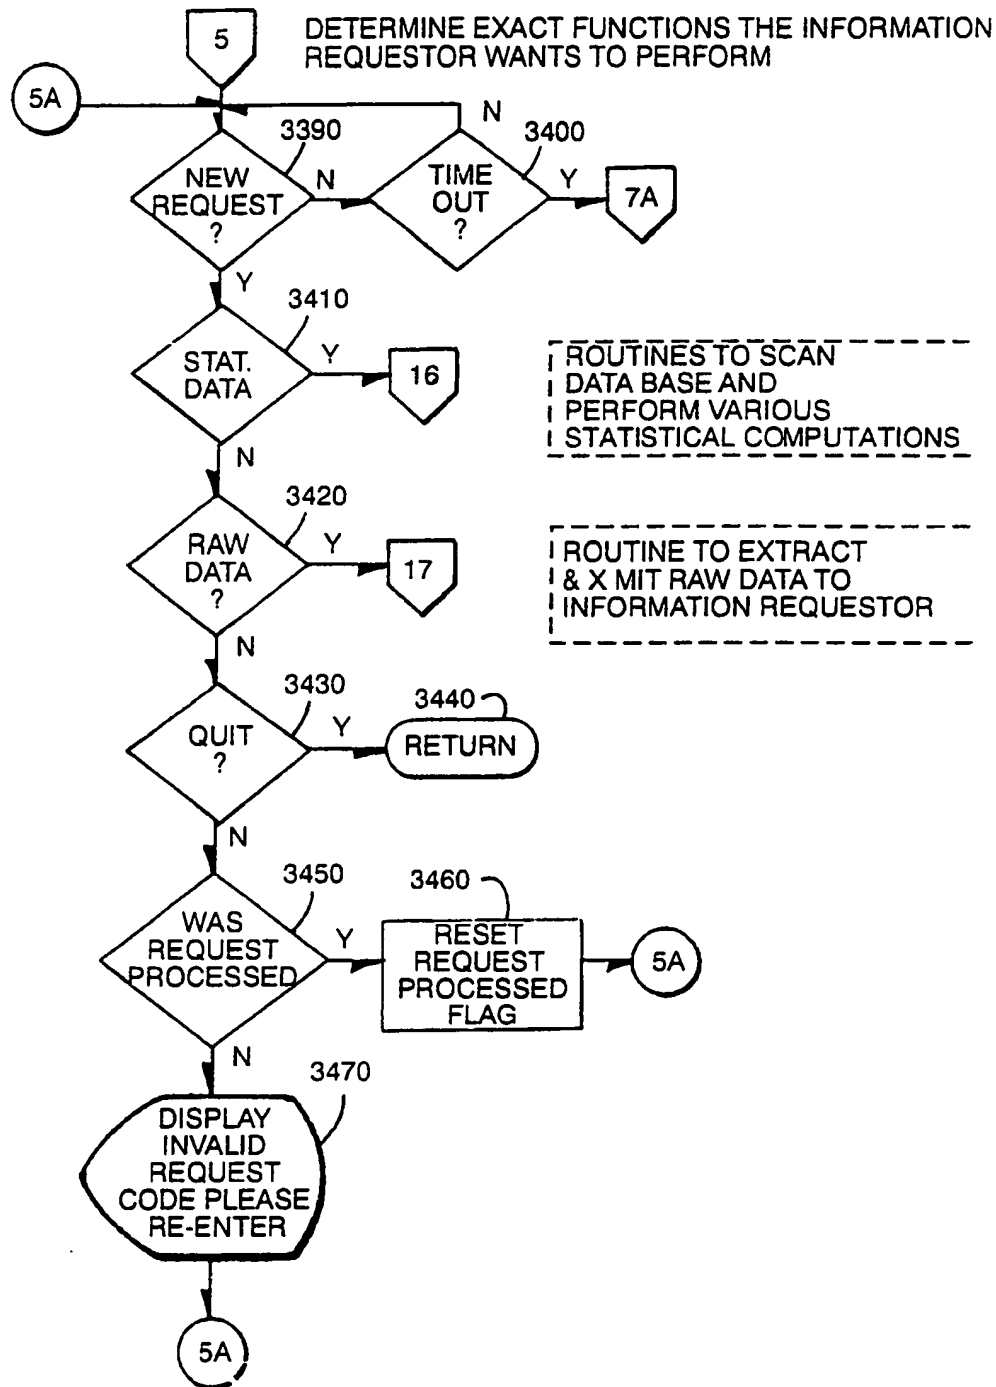 5
DETERMINE EXACT FUNCTIONS THE INFORMATION
REQUESTOR WANTS TO PERFORM
5A
N
3390
3400
NEW
REQUEST
?
N
TIME
OUT
?
Y
7A
Y
3410
STAT.
DATA
Y
16
ROUTINES TO SCAN
DATA BASE AND
PERFORM VARIOUS
STATISTICAL COMPUTATIONS
N
3420
RAW
DATA
?
Y
17
ROUTINE TO EXTRACT
& X MIT RAW DATA TO
INFORMATION REQUESTOR
N
3430
QUIT
?
Y
3440
RETURN
N
3450
WAS
REQUEST
PROCESSED
Y
3460
RESET
REQUEST
PROCESSED
FLAG
5A
N
3470
DISPLAY
INVALID
REQUEST
CODE PLEASE
RE-ENTER
5A